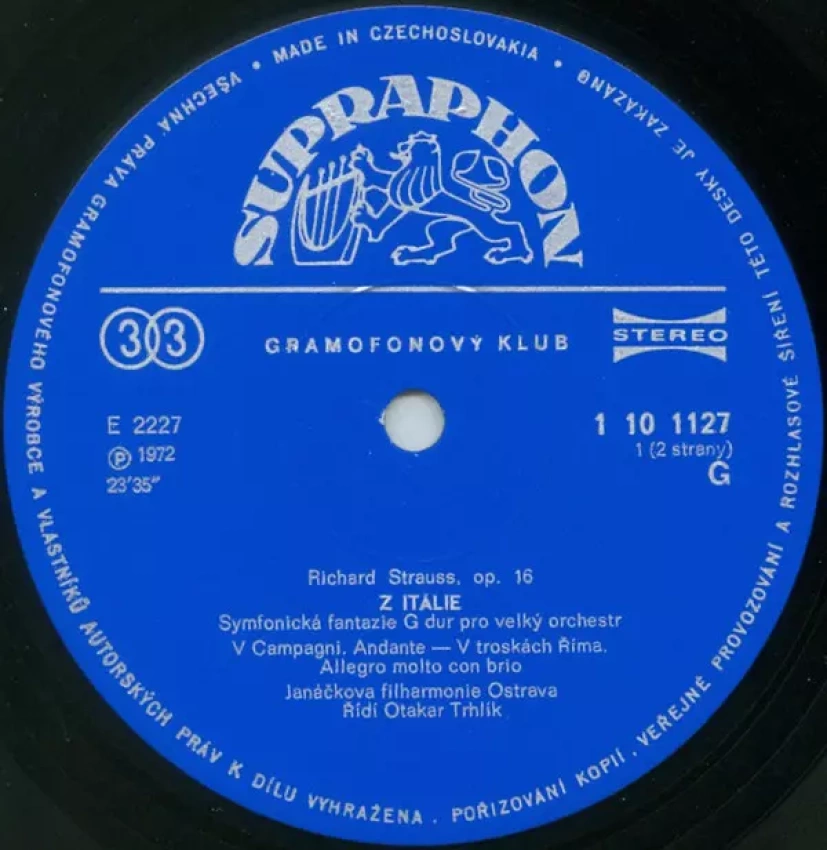 VŠECHNA PRÁVA GRAMOFONOVÉHO VÝROBCE A VLASTNÍKŮ AUTORSKÝCH PRÁV K DÍLU VYHRAŽENA . POŘIZOVÁNÍ KOPIÍ . VEŘEJNÉ PROVOZOVÁNÍ A ROZHLASOVÉ ŠÍŘENÍ TÉTO DESKY JE ZAKÁZÁNO • MADE IN CZECHOSLOVAKIA •
SUPRAPHON
33
GRAMOFONOVÝ KLUB
STEREO
E 2227
Ⓟ 1972
23'35"
1 10 1127
1 (2 strany)
G
Richard Strauss, op. 16
Z ITÁLIE
Symfonická fantazie G dur pro velký orchestr
V Campagni. Andante — V troskách Říma.
Allegro molto con brio
Janáčkova filharmonie Ostrava
Řídí Otakar Trhlík